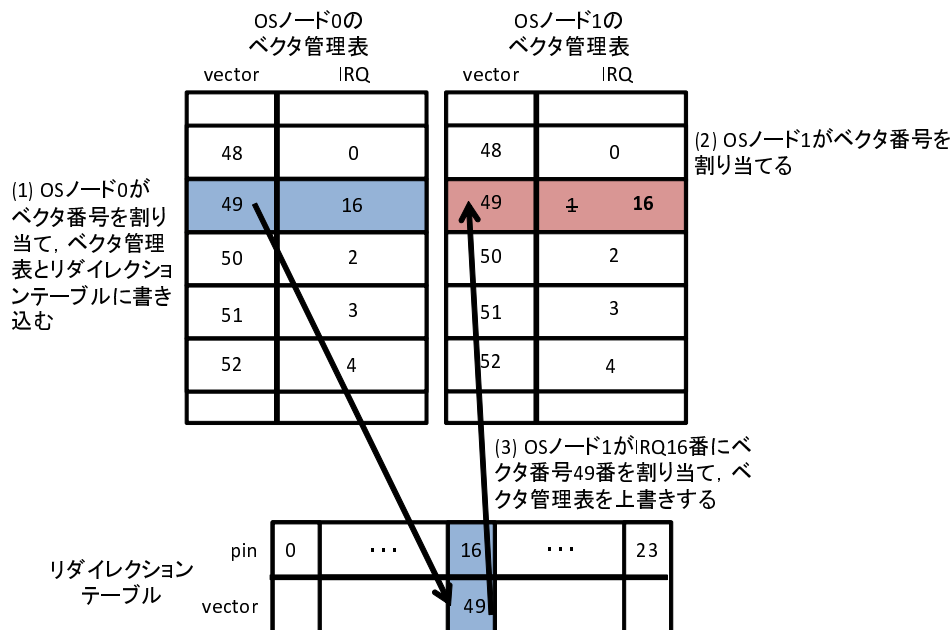 OSノード0の
ベクタ管理表
vector IRQ
48 0
49 16
50 2
51 3
52 4
OSノード1の
ベクタ管理表
vector IRQ
48 0
49 1 16
50 2
51 3
52 4
(1) OSノード0が
ベクタ番号を割り
当て，ベクタ管理
表とリダイレクショ
ンテーブルに書き
込む
(2) OSノード1がベクタ番号を
割り当てる
(3) OSノード1がIRQ16番にベ
クタ番号49番を割り当て，ベ
クタ管理表を上書きする
リダイレクション
テーブル
pin 0 ・・・ 16 ・・・ 23
vector 49